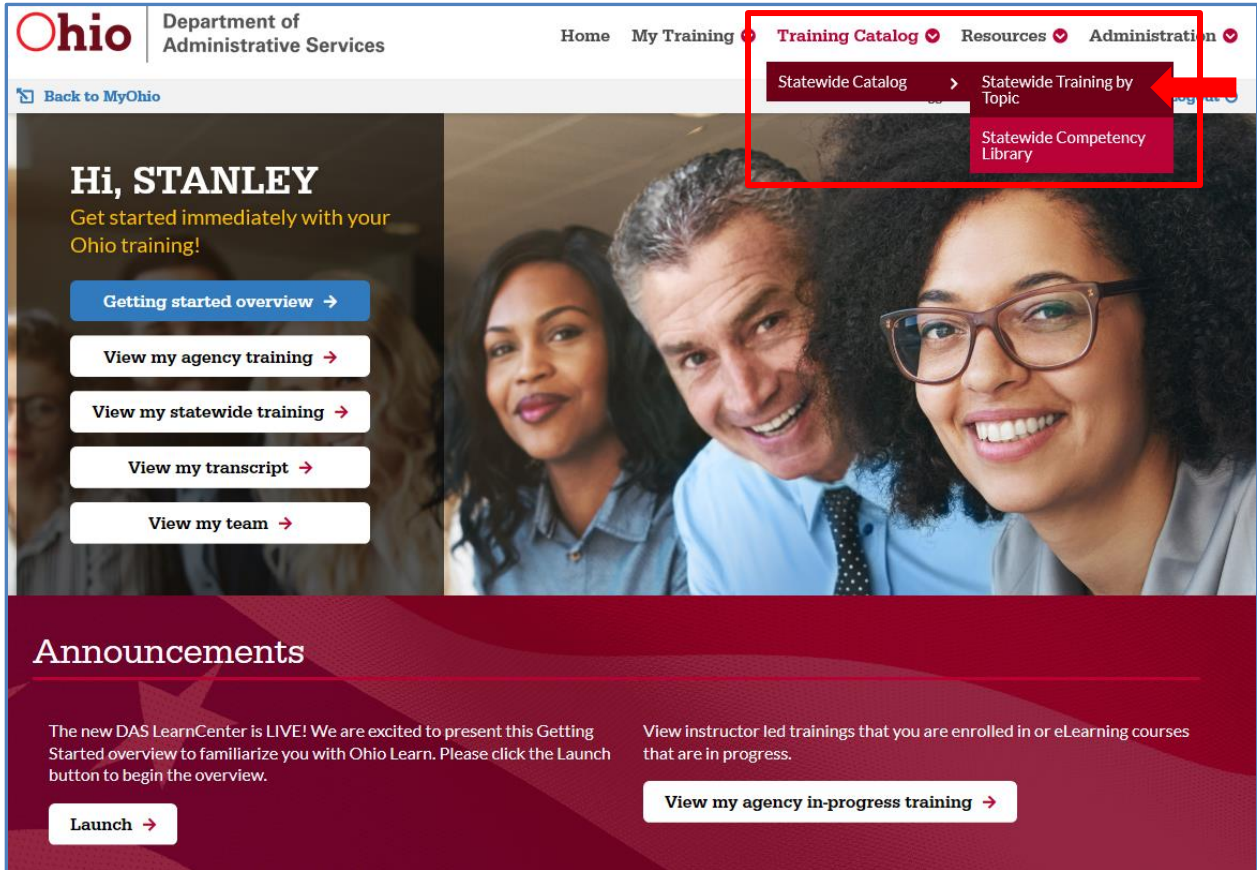 Ohio
Department of
Administrative Services
Home My Training Training Catalog Resources Administration
Statewide Catalog
Statewide Training by
Topic
Statewide Competency
Library
Back to MyOhio
Logout
Hi, STANLEY
Get started immediately with your
Ohio training!
Getting started overview →
View my agency training →
View my statewide training →
View my transcript →
View my team →
Announcements
The new DAS LearnCenter is LIVE! We are excited to present this Getting
Started overview to familiarize you with Ohio Learn. Please click the Launch
button to begin the overview.
Launch →
View instructor led trainings that you are enrolled in or eLearning courses
that are in progress.
View my agency in-progress training →